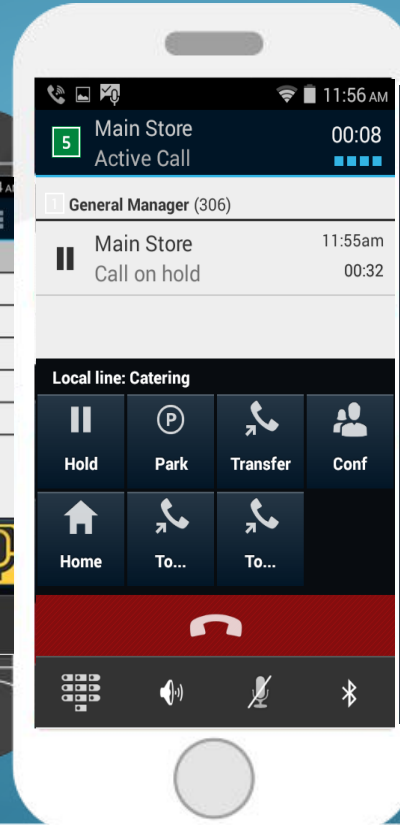 11:56 AM
5
Main Store
00:08
Active Call
1 General Manager (306)
Main Store
11:55am
Call on hold
00:32
Local line: Catering
P
Hold
Park
Transfer
Conf
Home
To...
To...